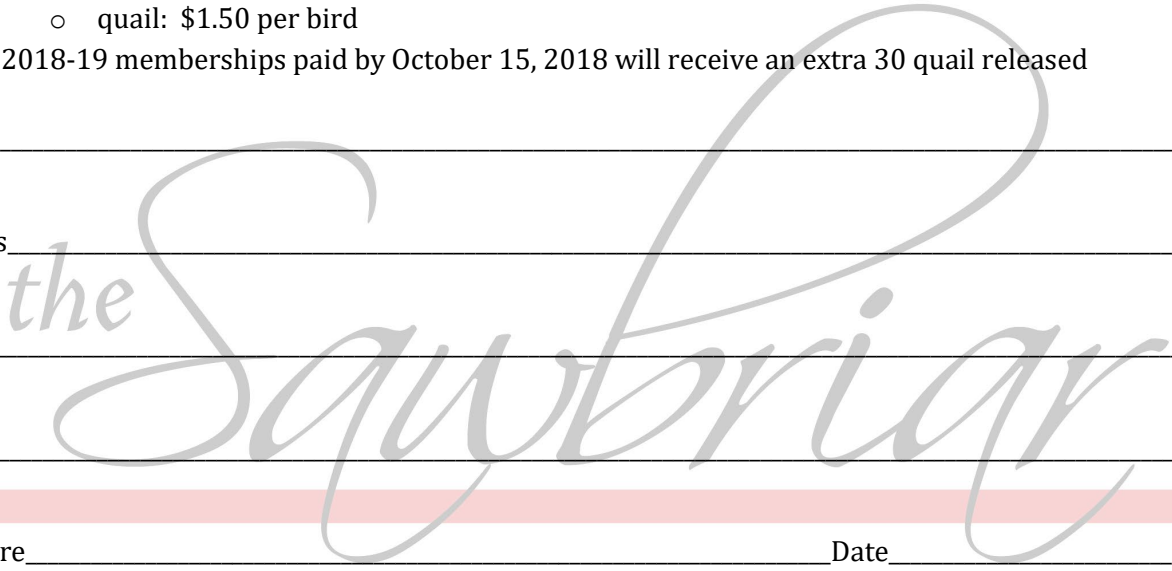 o quail: $1.50 per bird
2018-19 memberships paid by October 15, 2018 will receive an extra 30 quail released
s
the
Sawbriar
re Date